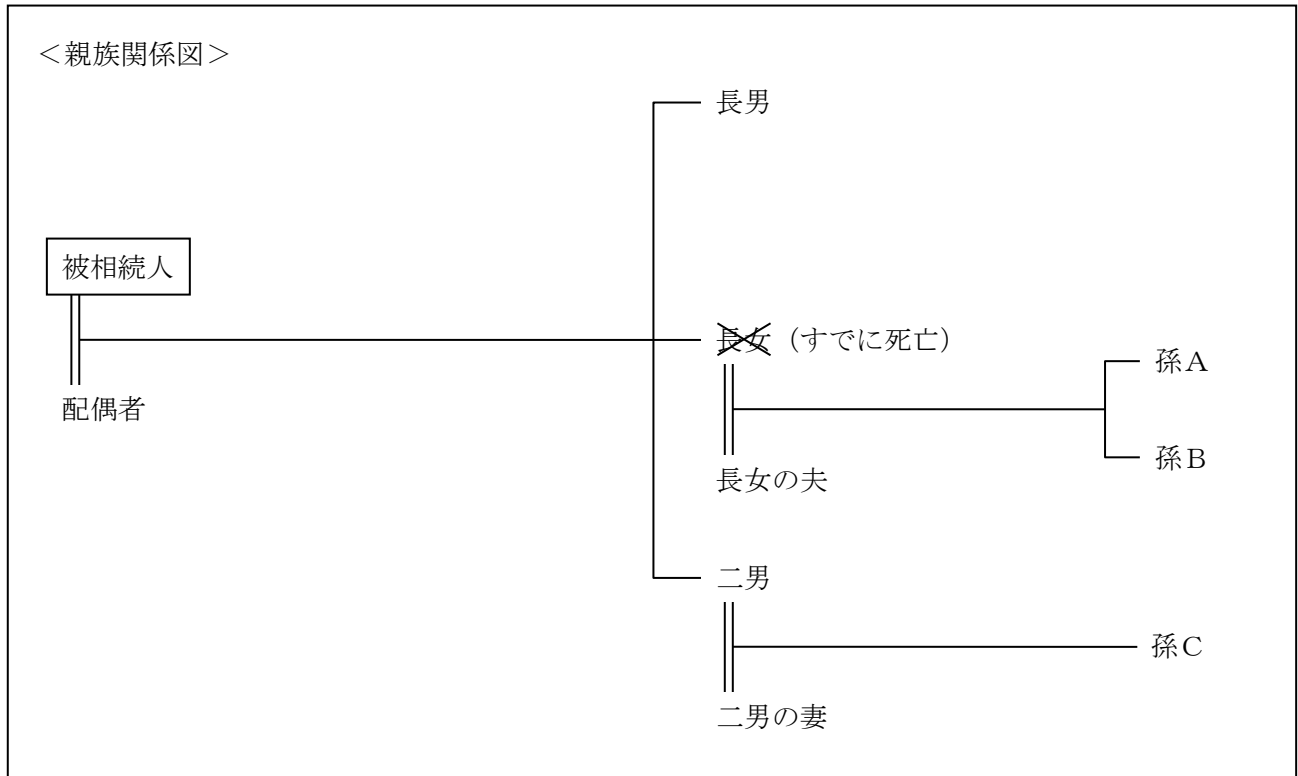 ＜親族関係図＞
長男
被相続人
長女（すでに死亡）
孫Ａ
配偶者
孫Ｂ
長女の夫
二男
孫Ｃ
二男の妻